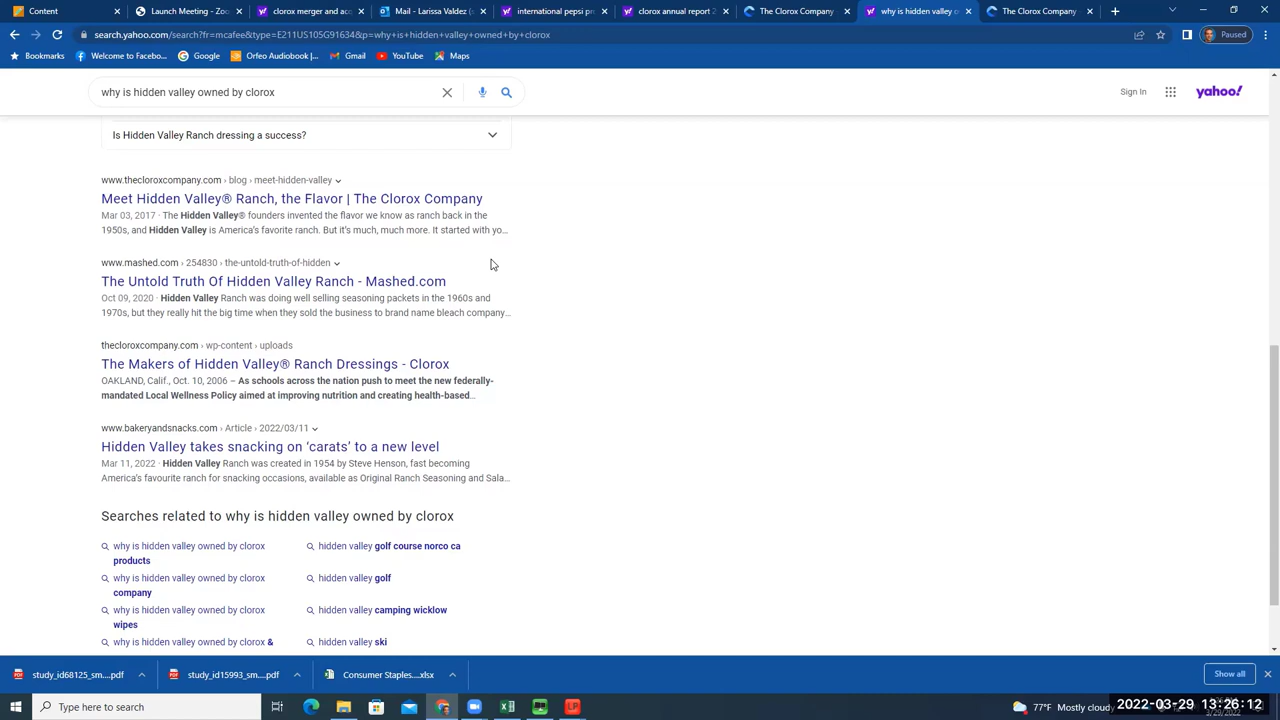 Content
Launch Meeting - Zoo
clorox merger and acq
Mail - Larissa Valdez (
international pepsi pro
clorox annual report 2
The Clorox Company
why is hidden valley o
The Clorox Company
search.yahoo.com/search?fr=mcafee&type=E211US105G91634&p=why+is+hidden+valley+owned+by+clorox
Paused
Bookmarks
Welcome to Facebo...
Google
Orfeo Audiobook |...
Gmail
YouTube
Maps
why is hidden valley owned by clorox
Sign In
yahoo!
Is Hidden Valley Ranch dressing a success?
www.thecloroxcompany.com › blog › meet-hidden-valley
Meet Hidden Valley® Ranch, the Flavor | The Clorox Company
Mar 03, 2017 · The Hidden Valley® founders invented the flavor we know as ranch back in the
1950s, and Hidden Valley is America's favorite ranch. But it's much, much more. It started with yo...
www.mashed.com › 254830 › the-untold-truth-of-hidden
The Untold Truth Of Hidden Valley Ranch - Mashed.com
Oct 09, 2020 · Hidden Valley Ranch was doing well selling seasoning packets in the 1960s and
1970s, but they really hit the big time when they sold the business to brand name bleach company...
thecloroxcompany.com › wp-content › uploads
The Makers of Hidden Valley® Ranch Dressings - Clorox
OAKLAND, Calif., Oct. 10, 2006 – As schools across the nation push to meet the new federally-
mandated Local Wellness Policy aimed at improving nutrition and creating health-based...
www.bakeryandsnacks.com › Article › 2022/03/11
Hidden Valley takes snacking on 'carats' to a new level
Mar 11, 2022 · Hidden Valley Ranch was created in 1954 by Steve Henson, fast becoming
America's favourite ranch for snacking occasions, available as Original Ranch Seasoning and Sala...
Searches related to why is hidden valley owned by clorox
why is hidden valley owned by clorox
products
hidden valley golf course norco ca
why is hidden valley owned by clorox
company
hidden valley golf
why is hidden valley owned by clorox
wipes
hidden valley camping wicklow
why is hidden valley owned by clorox &
hidden valley ski
study_id68125_sm....pdf
study_id15993_sm....pdf
Consumer Staples....xlsx
Show all
Type here to search
77°F Mostly cloudy
2022-03-29 13:26:12